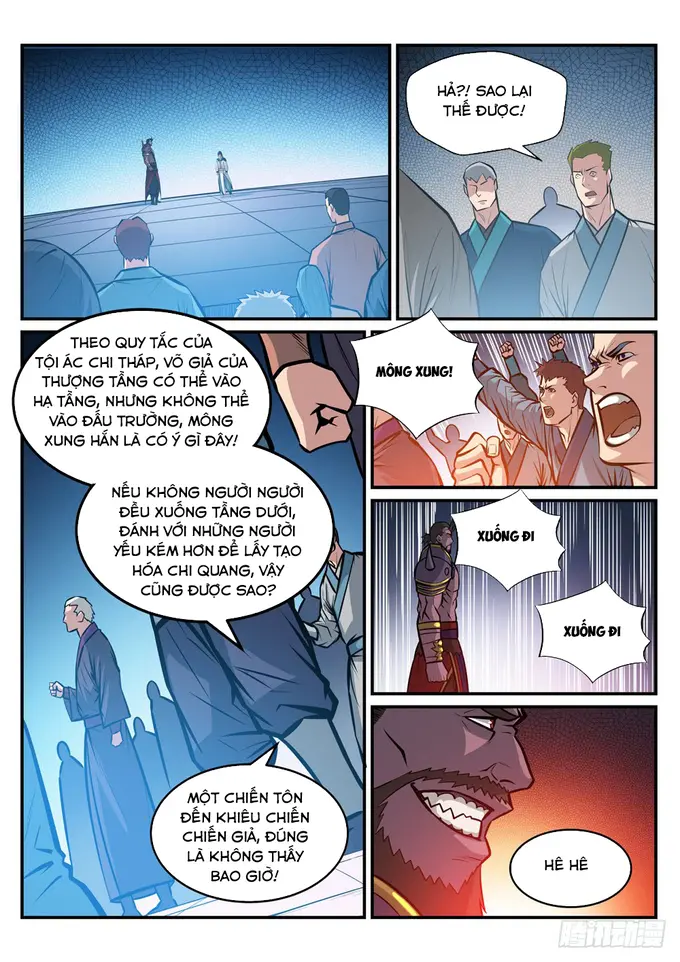 HẢ?! SAO LẠI
THẾ ĐƯỢC!
THEO QUY TẮC CỦA
TỘI ÁC CHI THÁP, VÕ GIẢ CỦA
THƯỢNG TẦNG CÓ THỂ VÀO
HẠ TẦNG, NHƯNG KHÔNG THỂ
VÀO ĐẤU TRƯỜNG, MÔNG
XUNG HẮN LÀ CÓ Ý GÌ ĐÂY!
NẾU KHÔNG NGƯỜI NGƯỜI
ĐỀU XUỐNG TẦNG DƯỚI,
ĐÁNH VỚI NHỮNG NGƯỜI
YẾU KÉM HƠN ĐỂ LẤY TẠO
HÓA CHI QUANG, VẬY
CŨNG ĐƯỢC SAO?
MỘT CHIẾN TÔN
ĐẾN KHIÊU CHIẾN
CHIẾN GIẢ, ĐÚNG
LÀ KHÔNG THẤY
BAO GIỜ!
MÔNG XUNG!
XUỐNG ĐI
XUỐNG ĐI
HÊ HÊ
腾讯动漫